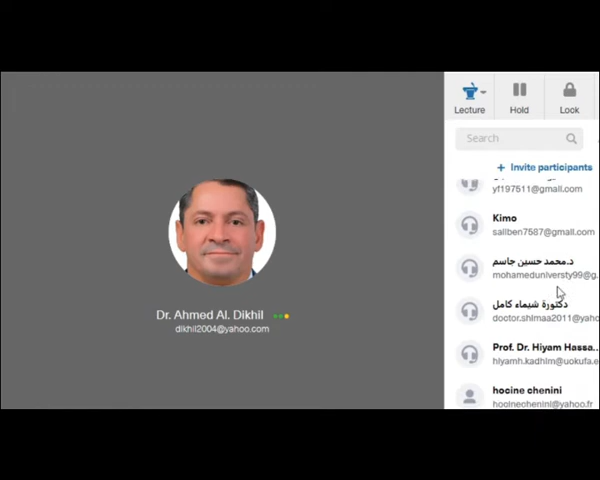 Lecture
Hold
Lock
Search
+ Invite participants
yf197511@gmail.com
Kimo
saliben7587@gmail.com
د.محمد حسين جاسم
mohameduniversty99@g.
دكتورة شيماء كامل
doctor.shimaa2011@yaho
Prof. Dr. Hiyam Hassa...
hiyamh.kadhim@uokufa.e
hocine chenini
hocinechenini@yahoo.fr
Dr. Ahmed Al. Dikhil
dikhil2004@yahoo.com